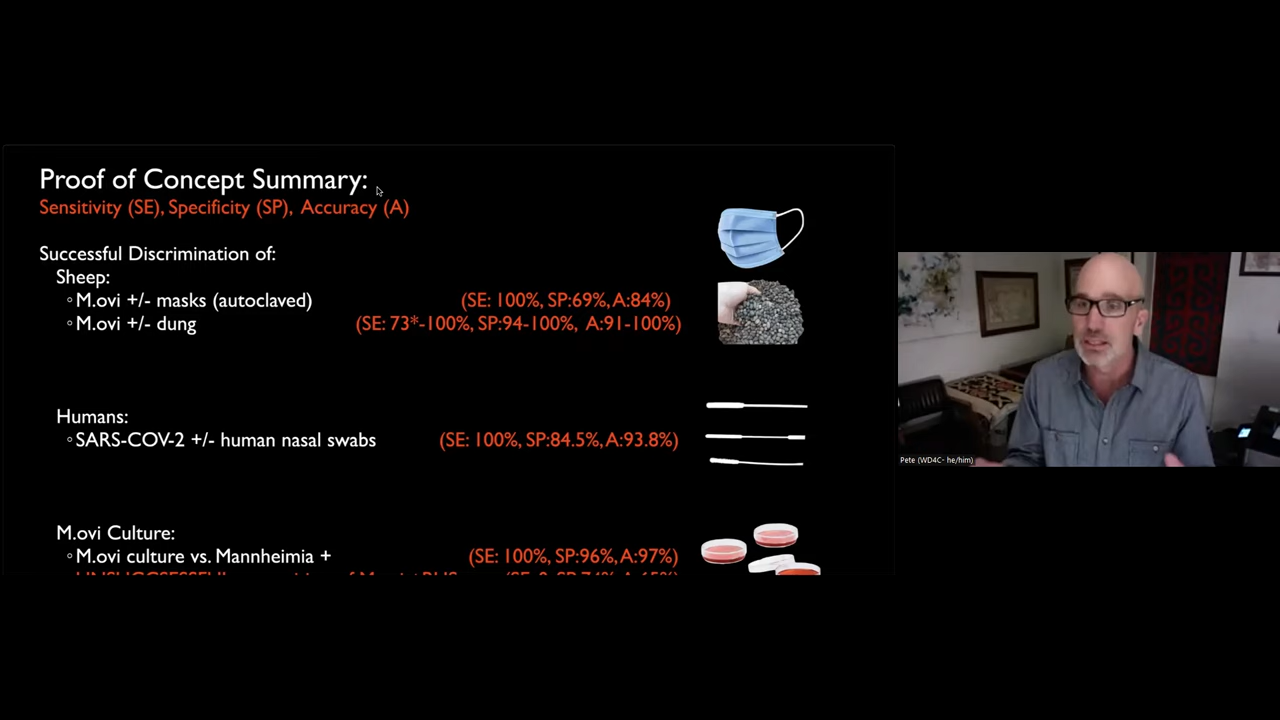 Proof of Concept Summary:
Sensitivity (SE), Specificity (SP), Accuracy (A)
Successful Discrimination of:
Sheep:
◦M.ovi +/- masks (autoclaved) (SE: 100%, SP:69%, A:84%)
◦M.ovi +/- dung (SE: 73*-100%, SP:94-100%, A:91-100%)
Humans:
◦SARS-COV-2 +/- human nasal swabs (SE: 100%, SP:84.5%, A:93.8%)
M.ovi Culture:
◦M.ovi culture vs. Mannheimia + (SE: 100%, SP:96%, A:97%)
Pete (WD4C- he/him)